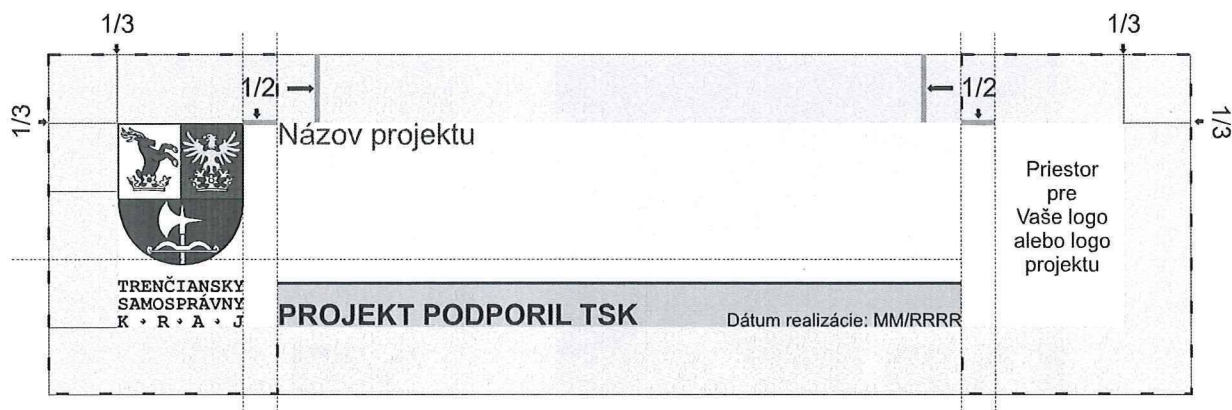 1/3
1/3
1/2
1/2
1/3
1/3
Názov projektu
Priestor
pre
Vaše logo
alebo logo
projektu
TRENČIANSKY
SAMOSPRÁVNY
K • R • A • J
PROJEKT PODPORIL TSK
Dátum realizácie: MM/RRRR